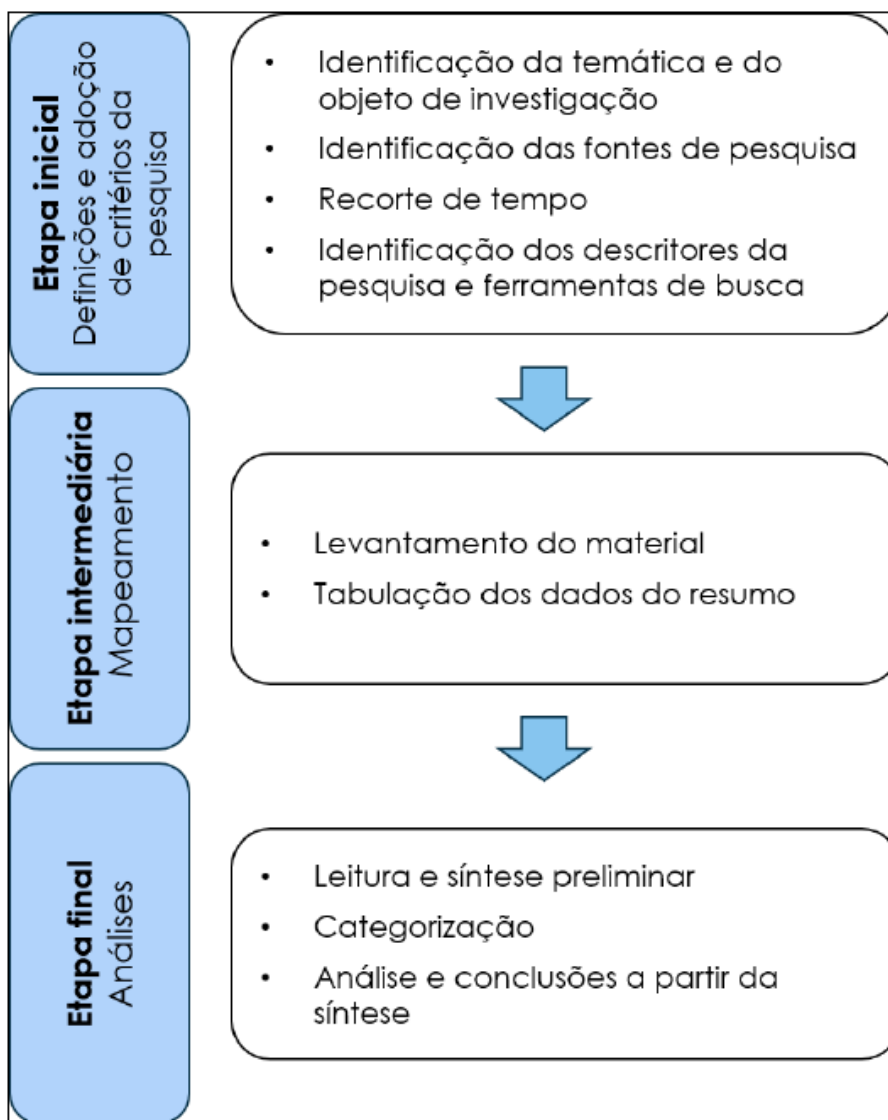 Etapa inicial
Definições e adoção
de critérios da
pesquisa
• Identificação da temática e do
objeto de investigação
• Identificação das fontes de pesquisa
• Recorte de tempo
• Identificação dos descritores da
pesquisa e ferramentas de busca
Etapa intermediária
Mapeamento
• Levantamento do material
• Tabulação dos dados do resumo
Etapa final
Análises
• Leitura e síntese preliminar
• Categorização
• Análise e conclusões a partir da
síntese